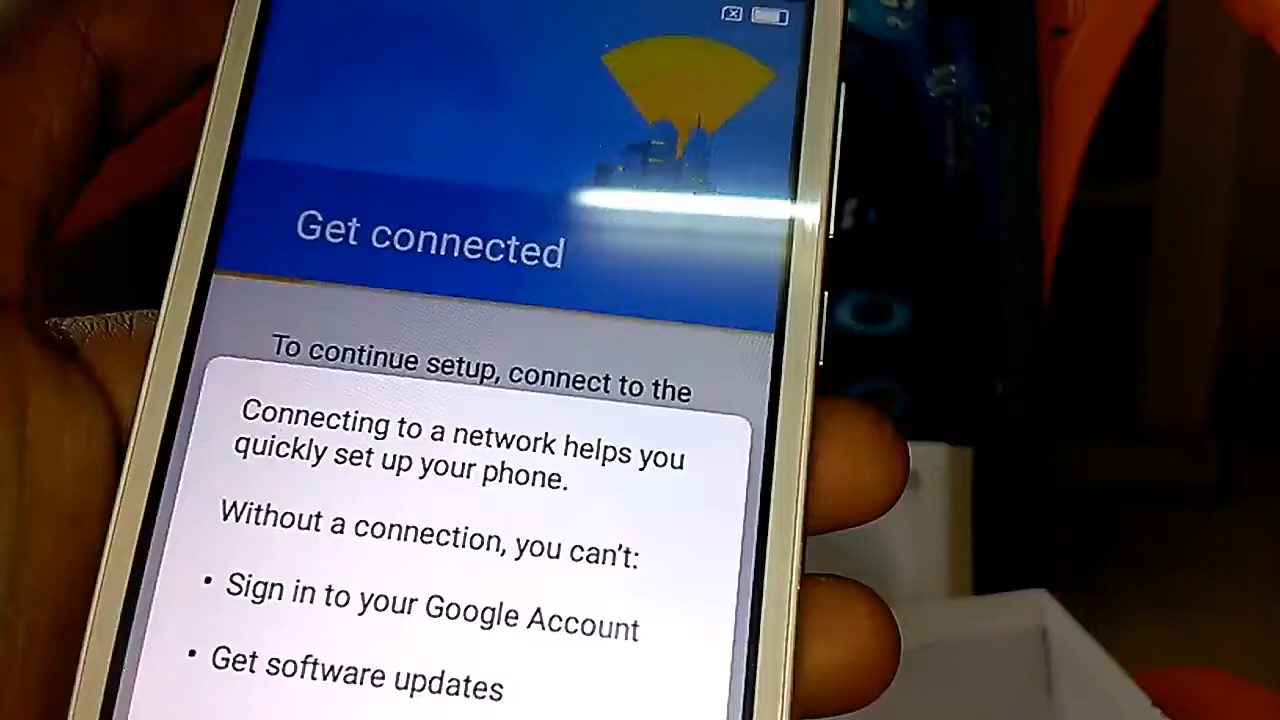 Get connected
To continue setup, connect to the
Connecting to a network helps you
quickly set up your phone.
Without a connection, you can't:
• Sign in to your Google Account
• Get software updates